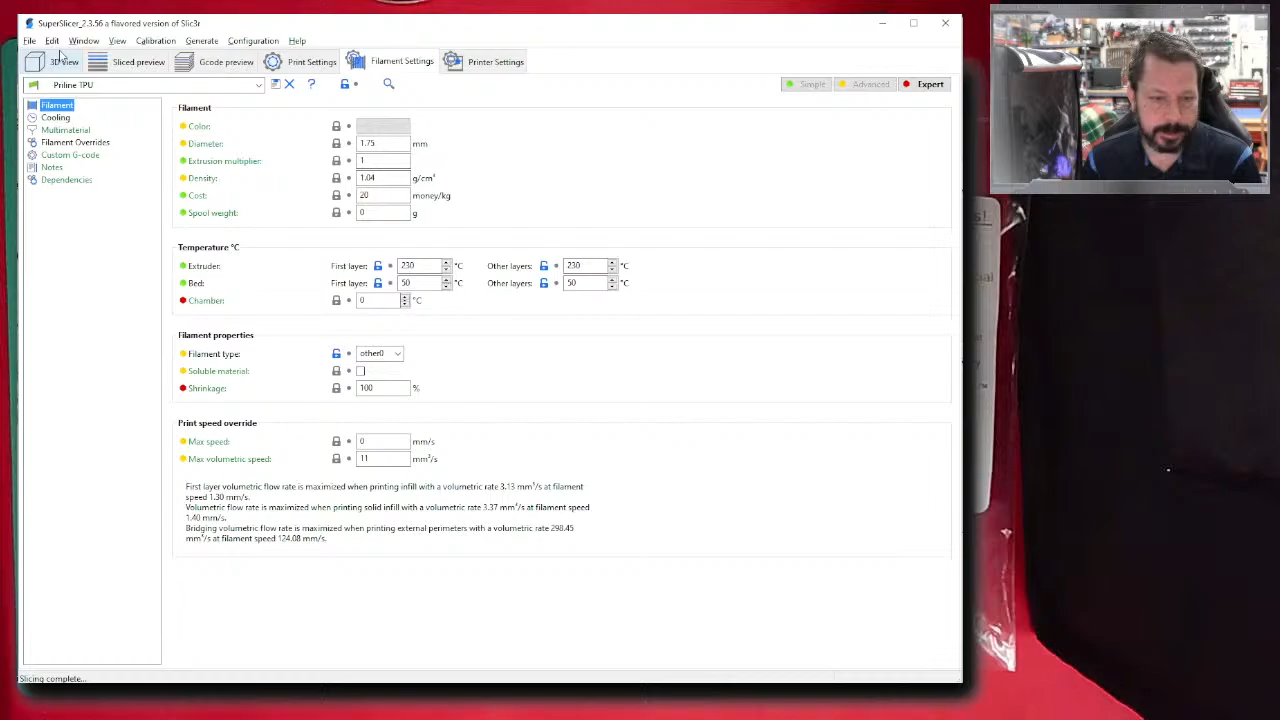 SuperSlicer_2.3.56 a flavored version of Slic3r
File Edit Window View Calibration Generate Configuration Help
3D view Sliced preview Gcode preview Print Settings Filament Settings Printer Settings
Priline TPU ? Simple Advanced Expert
Filament
Cooling
Multimaterial
Filament Overrides
Custom G-code
Notes
Dependencies
Filament
Color:
Diameter: 1.75 mm
Extrusion multiplier: 1
Density: 1.04 g/cm³
Cost: 20 money/kg
Spool weight: 0 g
Temperature °C
Extruder: First layer: 230 °C Other layers: 230 °C
Bed: First layer: 50 °C Other layers: 50 °C
Chamber: 0 °C
Filament properties
Filament type: other0
Soluble material:
Shrinkage: 100 %
Print speed override
Max speed: 0 mm/s
Max volumetric speed: 11 mm³/s
First layer volumetric flow rate is maximized when printing infill with a volumetric rate 3.13 mm³/s at filament
speed 1.30 mm/s.
Volumetric flow rate is maximized when printing solid infill with a volumetric rate 3.37 mm³/s at filament speed
1.40 mm/s.
Bridging volumetric flow rate is maximized when printing external perimeters with a volumetric rate 298.45
mm³/s at filament speed 124.08 mm/s.
Slicing complete...